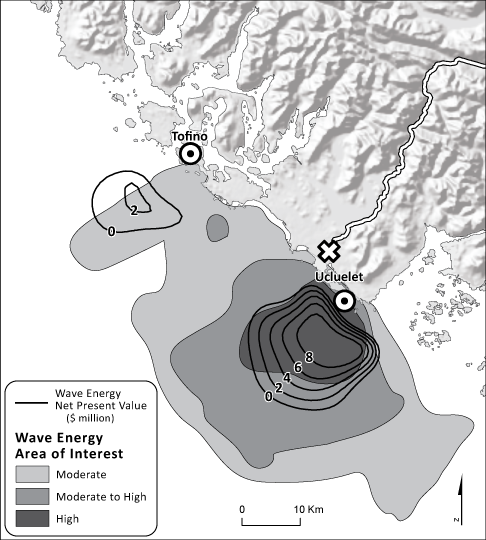 Tofino
2
0
Ucluelet
8
6
4
2
0
Wave Energy
Net Present Value
($ million)
Wave Energy
Area of Interest
Moderate
Moderate to High
High
0 10 Km
z